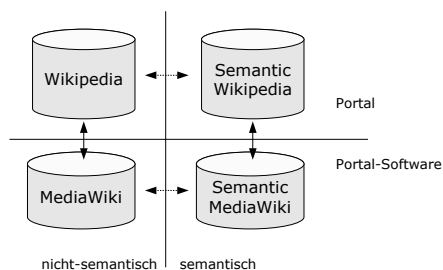 Wikipedia
Semantic
Wikipedia
Portal
Portal-Software
MediaWiki
Semantic
MediaWiki
nicht-semantisch
semantisch